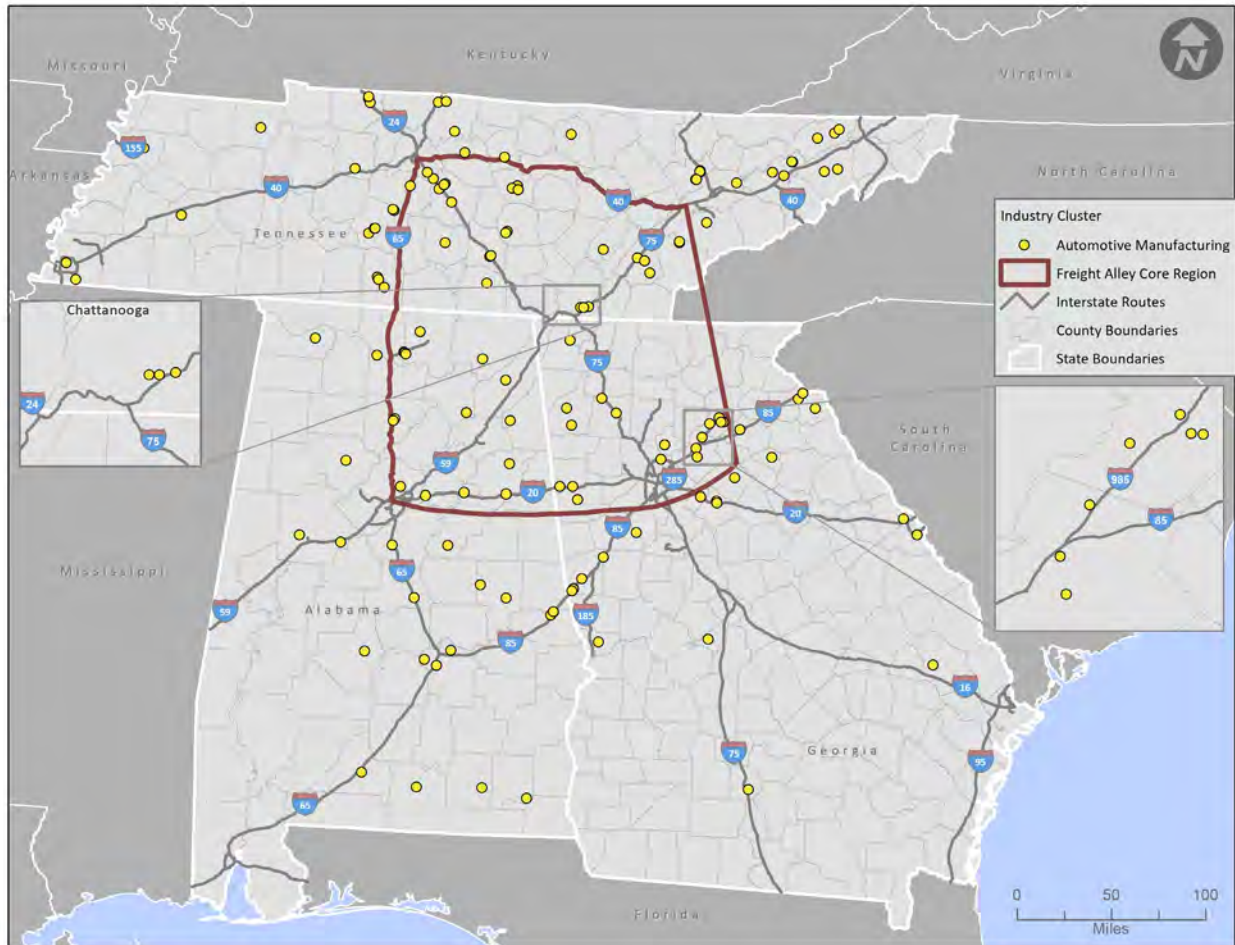 Kentucky
Missouri
Virginia
N
24
155
Arkansas
40
North Carolina
40
40
Tennessee
65
75
Industry Cluster
Automotive Manufacturing
Freight Alley Core Region
Interstate Routes
County Boundaries
State Boundaries
Chattanooga
24
75
75
85
South
Carolina
59
285
20
20
85
985
85
Mississippi
65
Alabama
59
185
85
16
75
Georgia
95
65
Florida
0 50 100
Miles